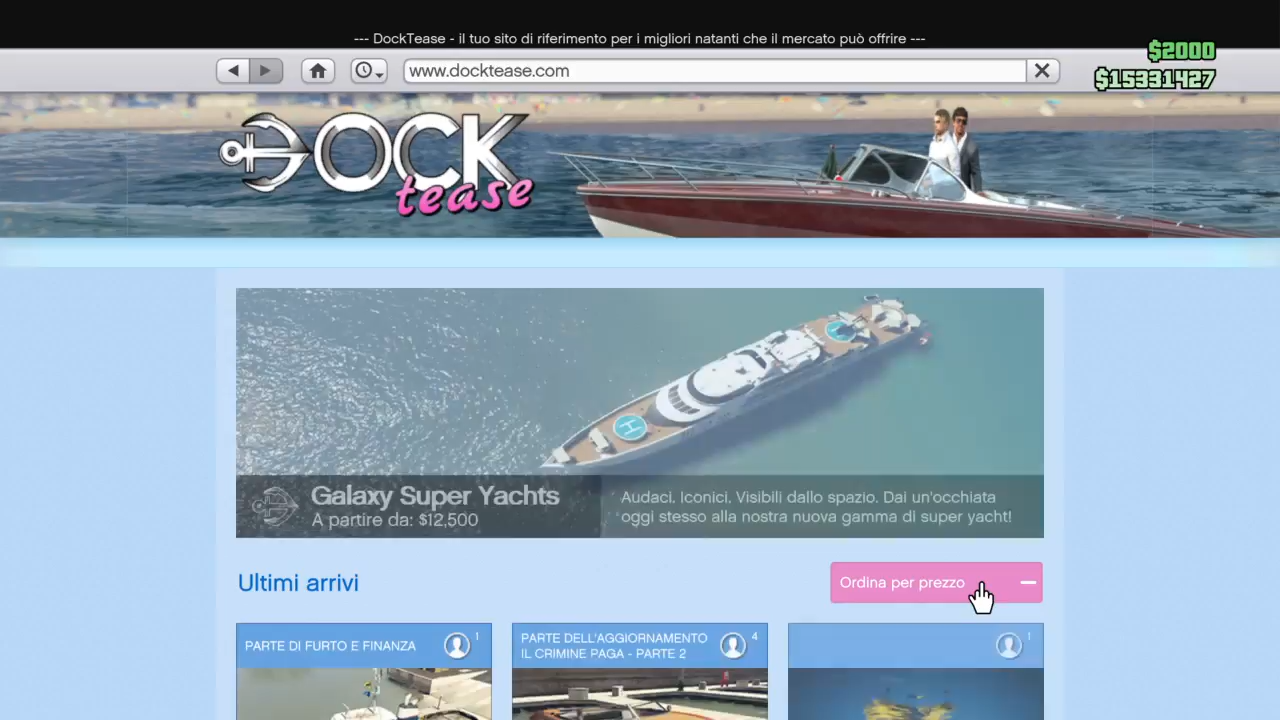 --- DockTease - il tuo sito di riferimento per i migliori natanti che il mercato può offrire ---
$2000
www.docktease.com
$15331427
DOCK
tease
H
Galaxy Super Yachts
A partire da: $12,500
Audaci. Iconici. Visibili dallo spazio. Dai un'occhiata
oggi stesso alla nostra nuova gamma di super yacht!
Ultimi arrivi
Ordina per prezzo
PARTE DI FURTO E FINANZA
1
PARTE DELL'AGGIORNAMENTO
IL CRIMINE PAGA - PARTE 2
4
1